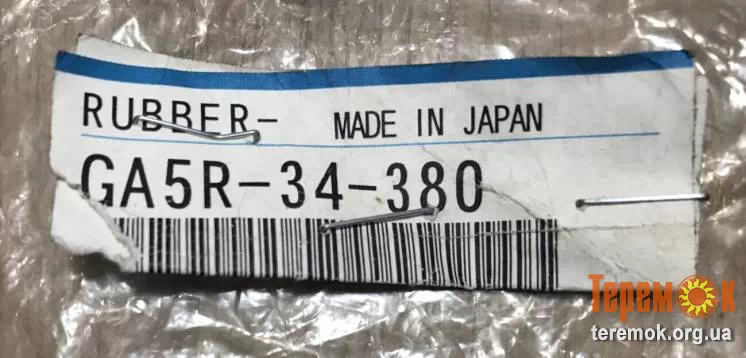 RUBBER- MADE IN JAPAN
GA5R-34-380
Теремок
teremok.org.ua